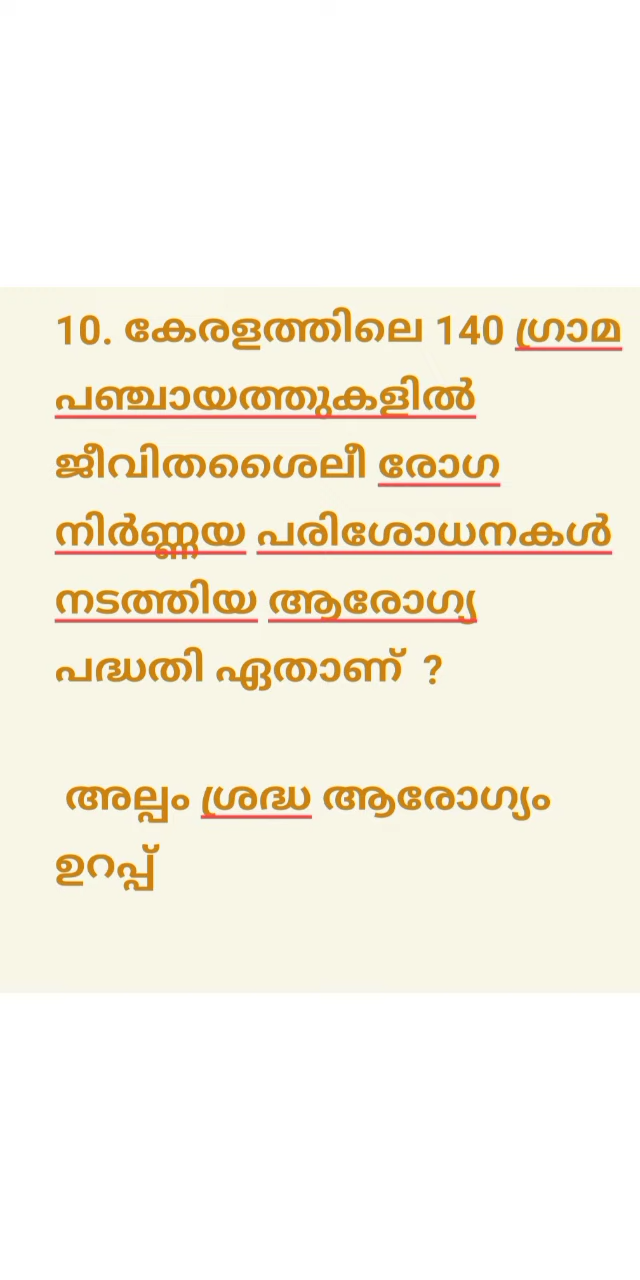 10. കേരളത്തിലെ 140 ഗ്രാമ
പഞ്ചായത്തുകളിൽ
ജീവിതശൈലീ രോഗ
നിർണ്ണയ പരിശോധനകൾ
നടത്തിയ ആരോഗ്യ
പദ്ധതി ഏതാണ് ?
അല്പം ശ്രദ്ധ ആരോഗ്യം
ഉറപ്പ്